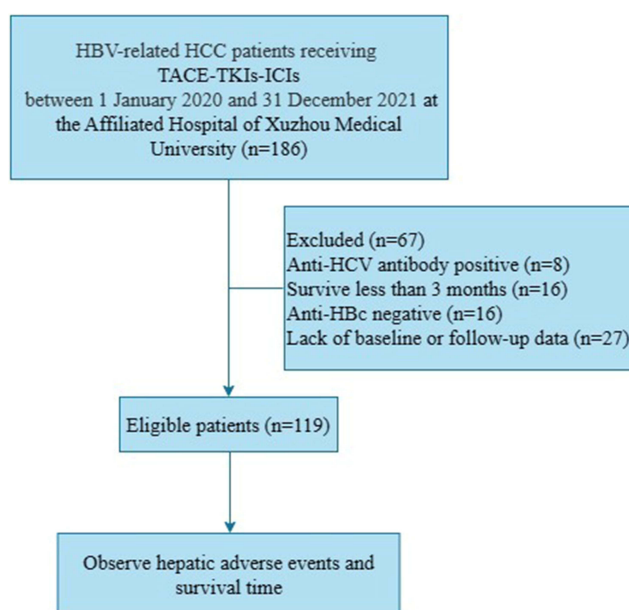 HBV-related HCC patients receiving
TACE-TKIs-ICIs
between 1 January 2020 and 31 December 2021 at
the Affiliated Hospital of Xuzhou Medical
University (n=186)
Excluded (n=67)
Anti-HCV antibody positive (n=8)
Survive less than 3 months (n=16)
Anti-HBc negative (n=16)
Lack of baseline or follow-up data (n=27)
Eligible patients (n=119)
Observe hepatic adverse events and
survival time